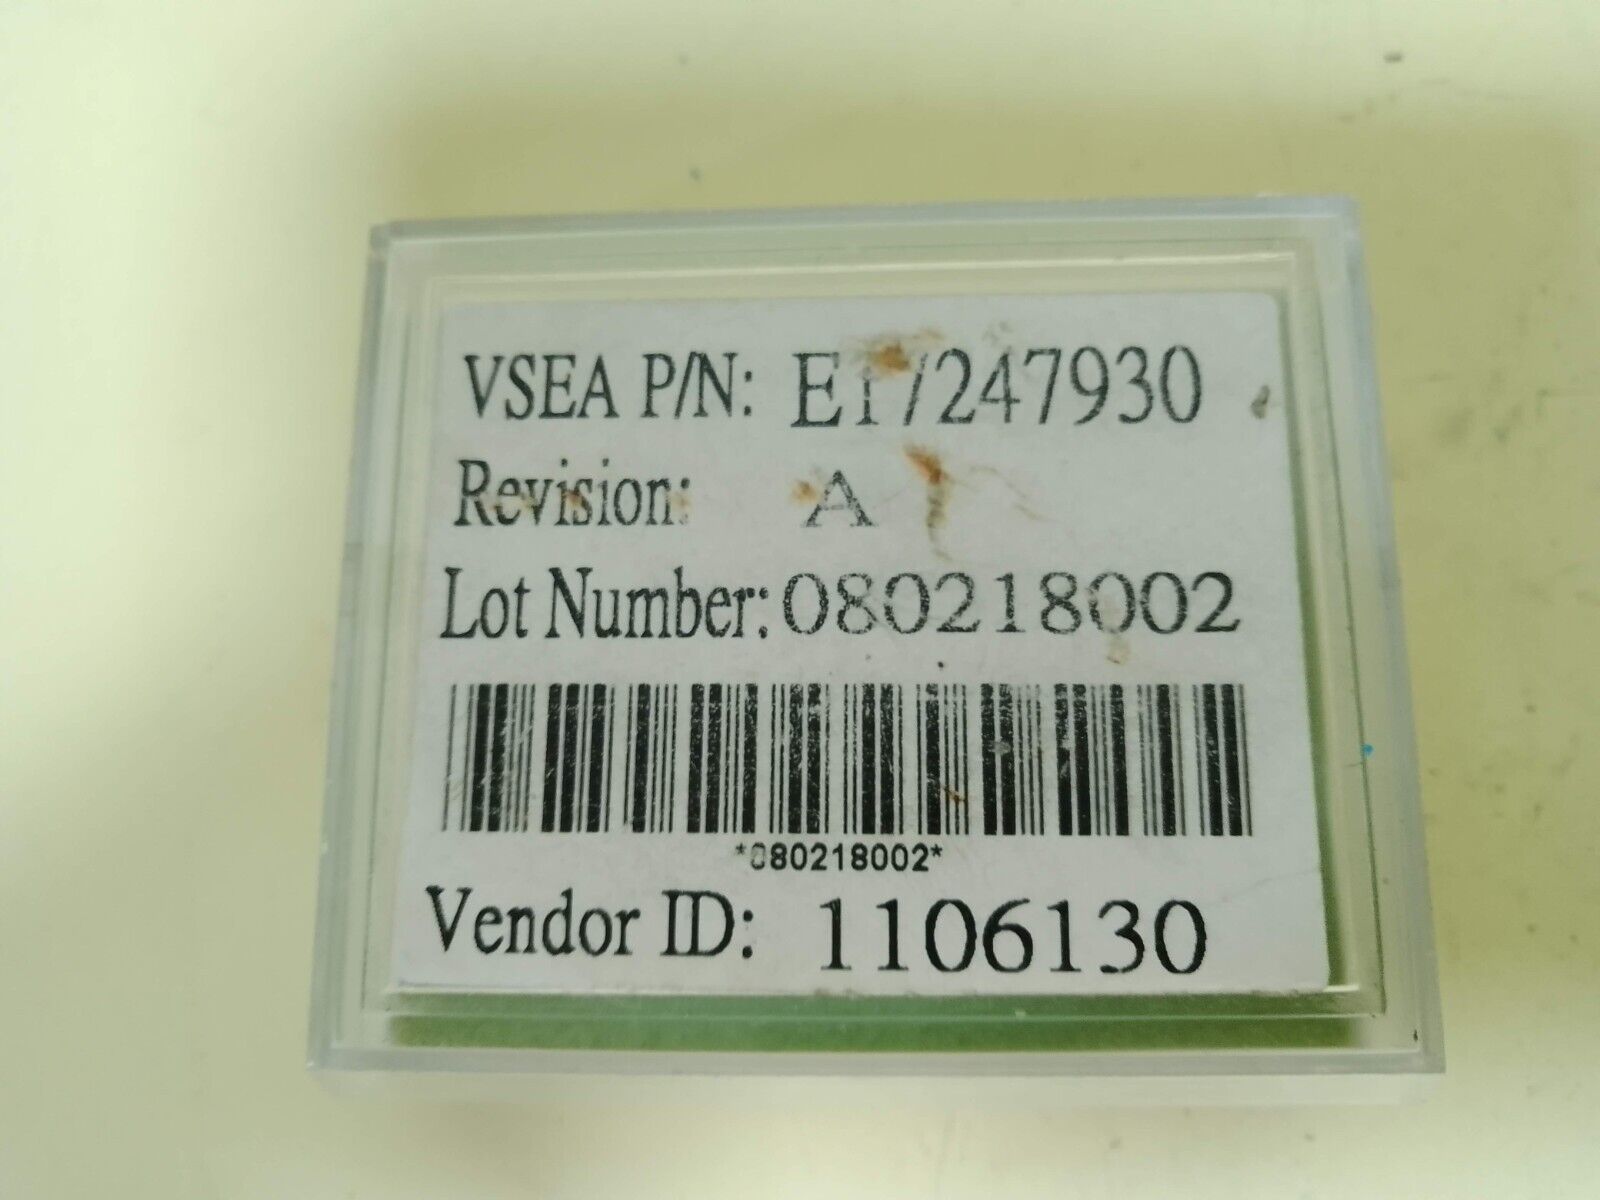 VSEA P/N: E17247930
Revision: A
Lot Number: 080218002
*080218002*
Vendor ID: 1106130